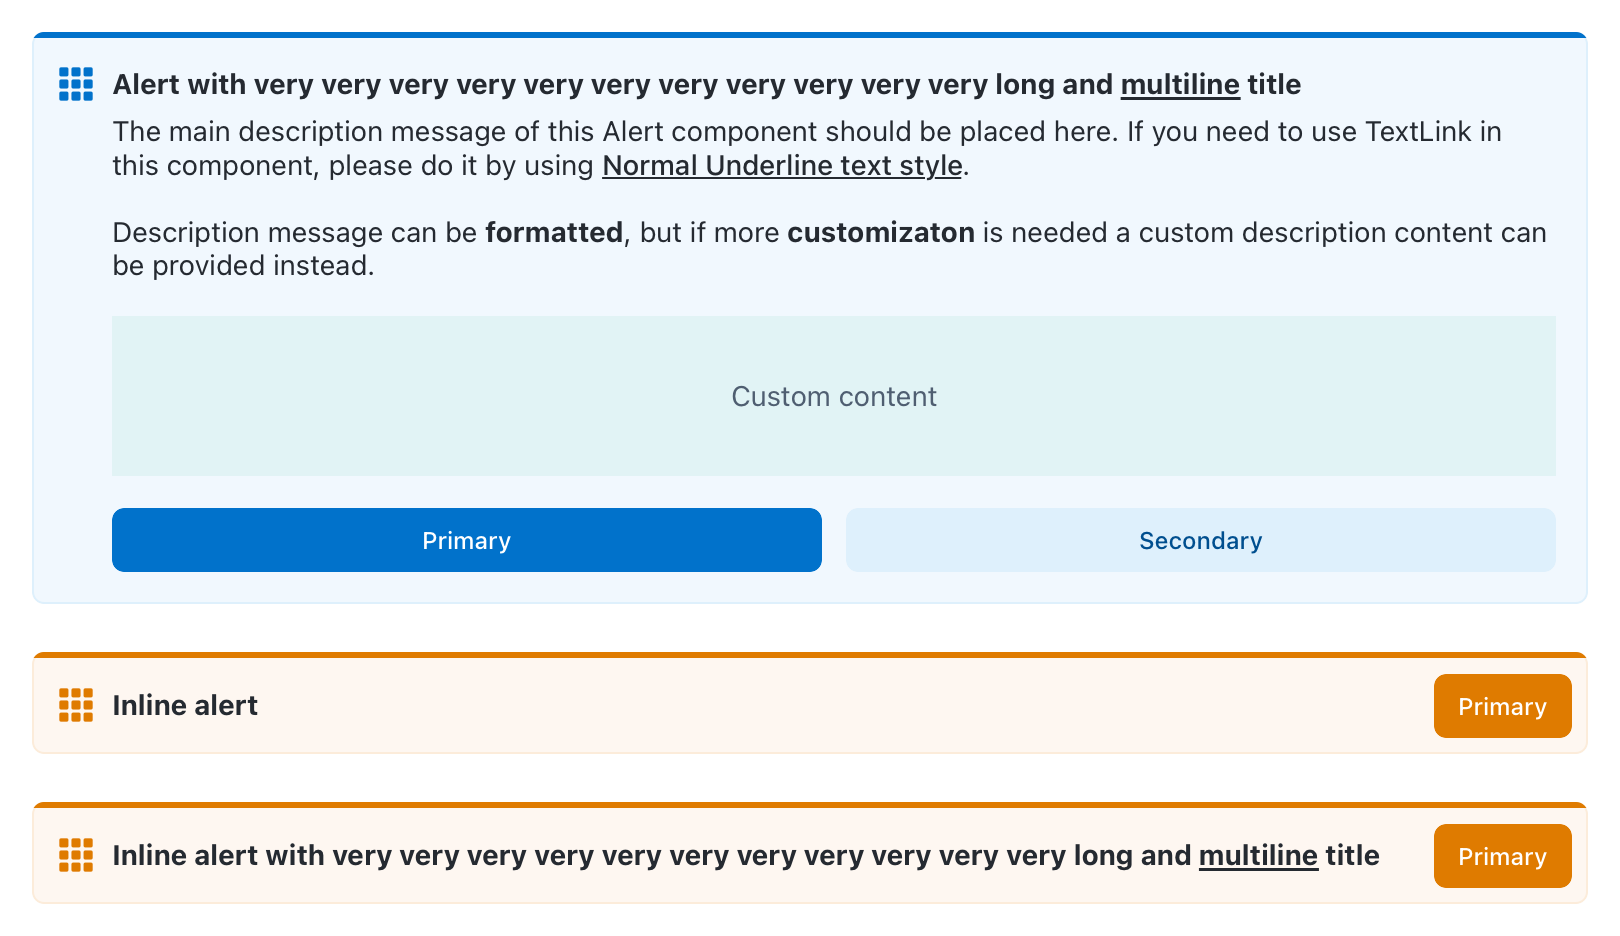 Alert with very very very very very very very very very very very long and multiline title
The main description message of this Alert component should be placed here. If you need to use TextLink in
this component, please do it by using Normal Underline text style.
Description message can be formatted, but if more customizaton is needed a custom description content can
be provided instead.
Custom content
Primary
Secondary
Inline alert
Primary
Inline alert with very very very very very very very very very very very long and multiline title
Primary